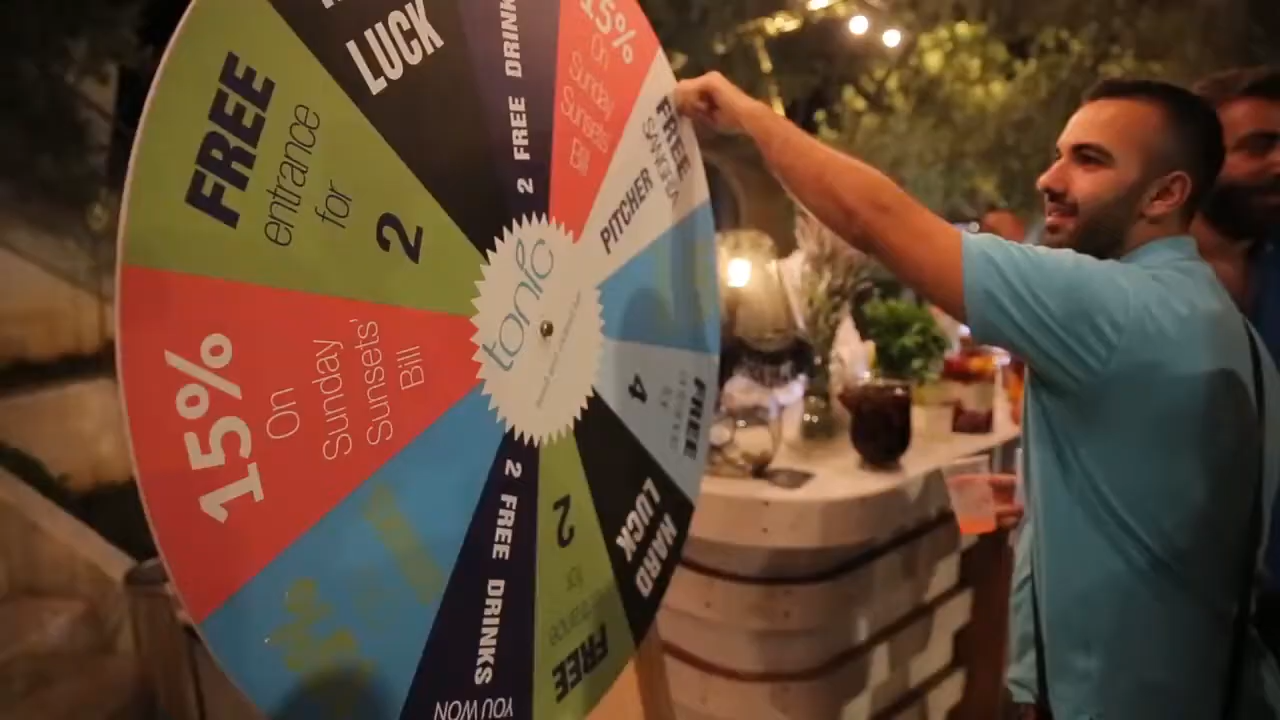 LUCK
FREE
entrance
for
2
15%
On
Sunday
Sunsets'
Bill
2 FREE DRINKS
YOU WON
FREE
for
2
HARD
LUCK
FREE
4
PITCHER
FREE
SANGRIA
15%
On
Sunday
Sunsets
Bill
2 FREE DRINK
tonic